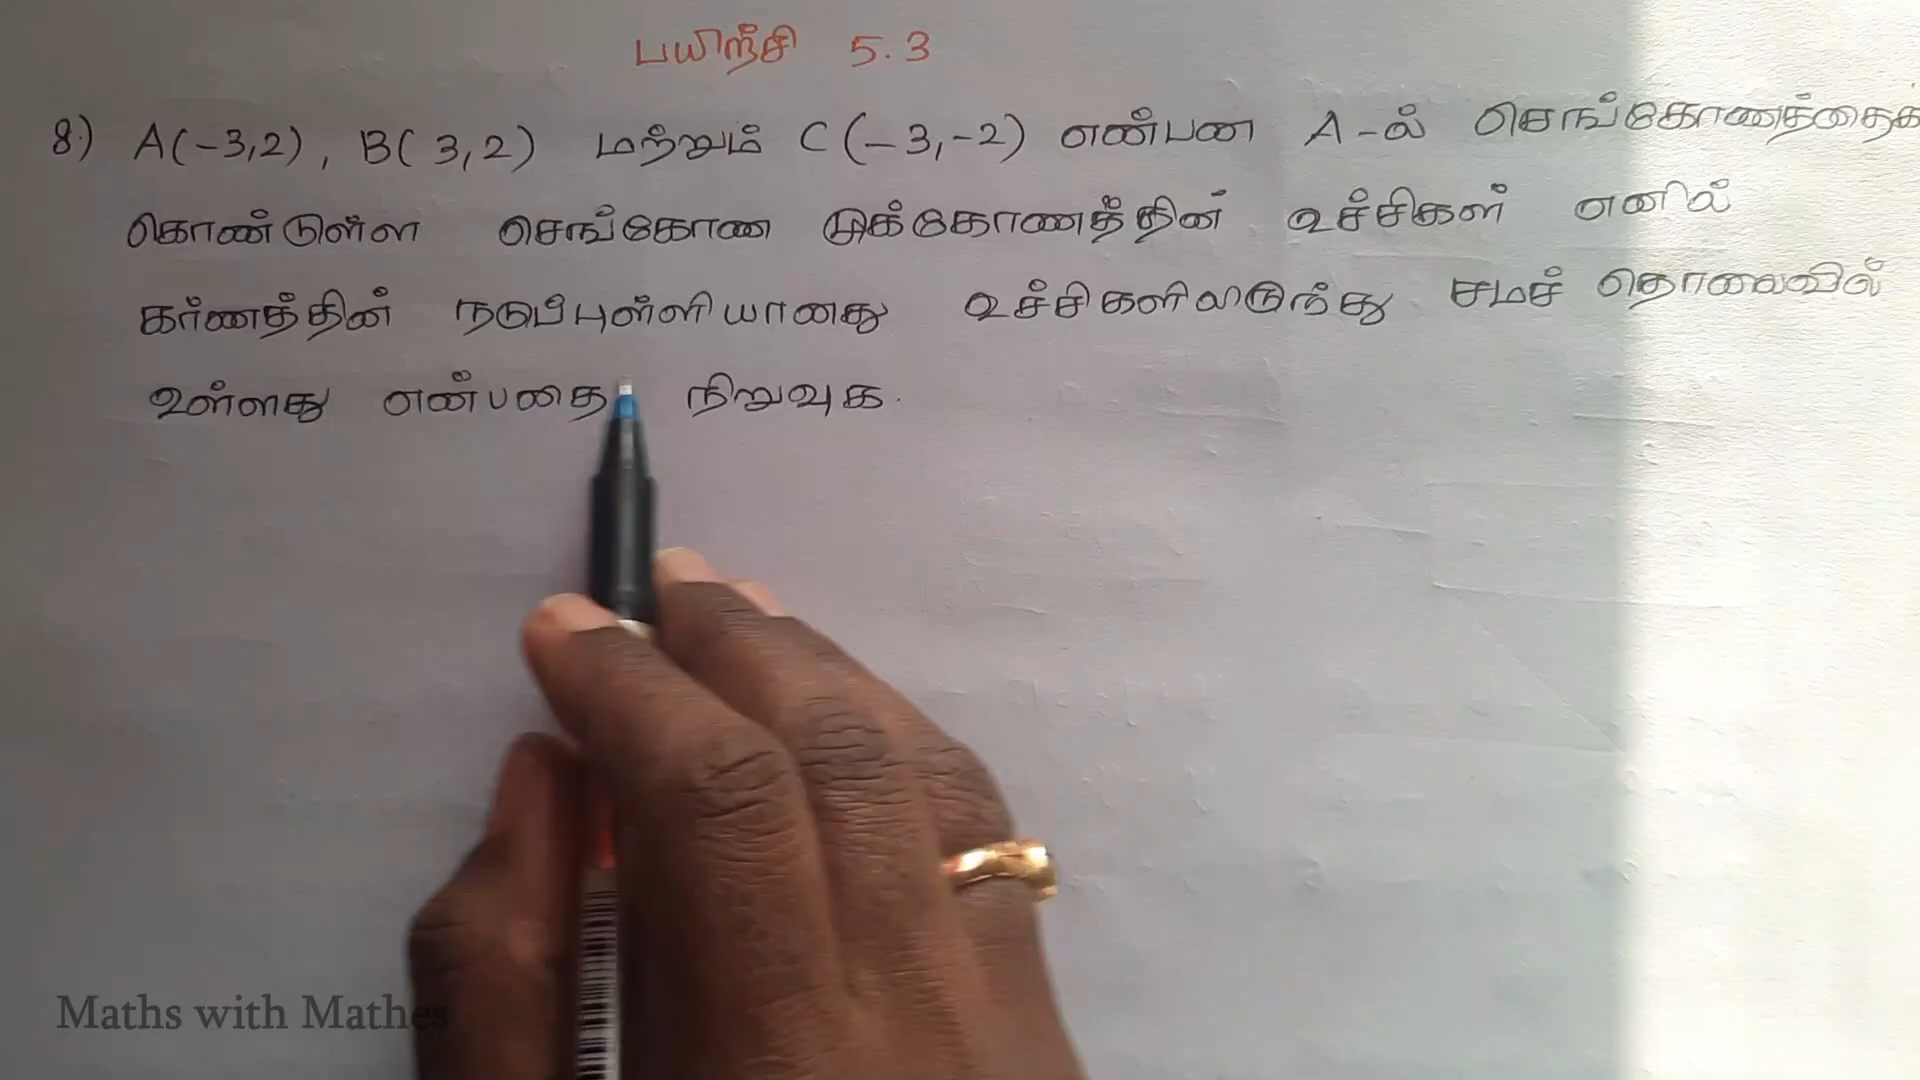 பயிற்சி 5.3
8) A(-3,2), B(3,2) மற்றும் C(-3,-2) என்பன A-ல் செங்கோணத்தைக்
கொண்டுள்ள செங்கோண முக்கோணத்தின் உச்சிகள் எனில்
கர்ணத்தின் நடுப்புள்ளியானது உச்சிகளிலிருந்து சமச் தொலைவில்
உள்ளது என்பதை நிறுவுக.
Maths with Mathes